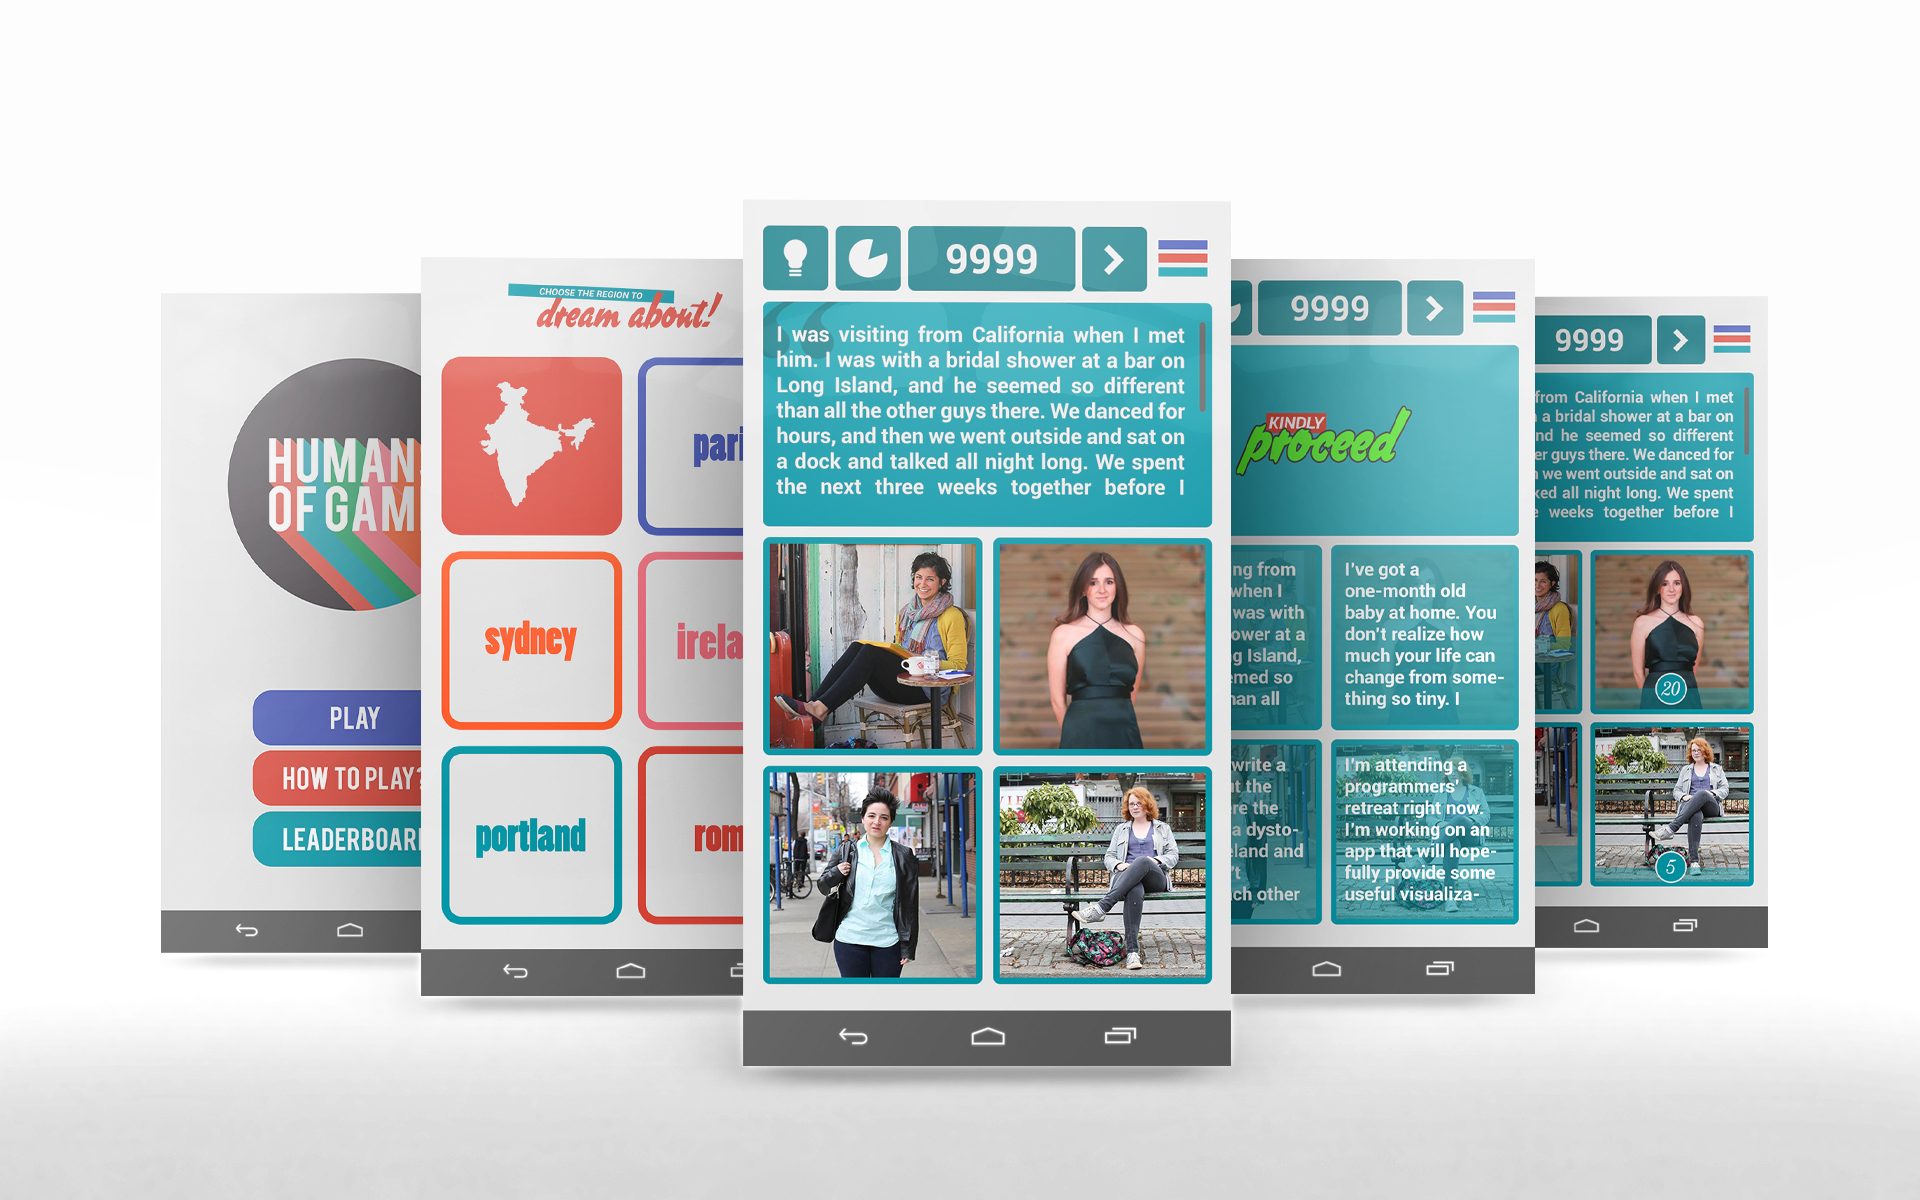 HUMANS
OF GAM
PLAY
HOW TO PLAY?
LEADERBOAR
CHOOSE THE REGION TO
dream about!
pari
sydney
irela
portland
rom
9999
I was visiting from California when I met
him. I was with a bridal shower at a bar on
Long Island, and he seemed so different
than all the other guys there. We danced for
hours, and then we went outside and sat on
a dock and talked all night long. We spent
the next three weeks together before I
9999
KINDLY
proceed
ng from
when I
was with
ower at a
g Island,
emed so
han all
I've got a
one-month old
baby at home. You
don't realize how
much your life can
change from some-
thing so tiny. I
write a
ut the
re the
a dysto-
eland and
't
ch other
I'm attending a
programmers'
retreat right now.
I'm working on an
app that will hope-
fully provide some
useful visualiza-
9999
from California when I met
a bridal shower at a bar on
nd he seemed so different
er guys there. We danced for
we went outside and sat on
ked all night long. We spent
e weeks together before I
20
5